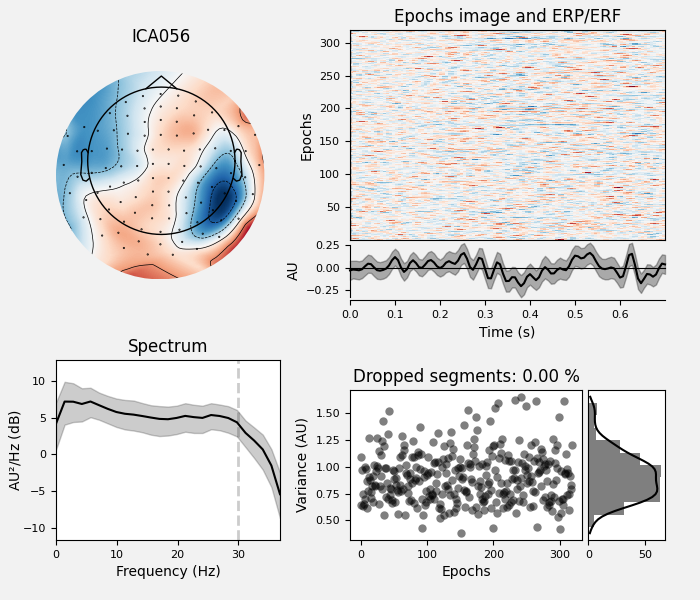 ICA056
Epochs image and ERP/ERF
300
250
200
150
100
50
Epochs
0.25
0.00
−0.25
AU
0.0 0.1 0.2 0.3 0.4 0.5 0.6
Time (s)
Spectrum
10
5
0
−5
−10
AU²/Hz (dB)
0 10 20 30
Frequency (Hz)
Dropped segments: 0.00 %
1.50
1.25
1.00
0.75
0.50
Variance (AU)
0 100 200 300
Epochs
0 50